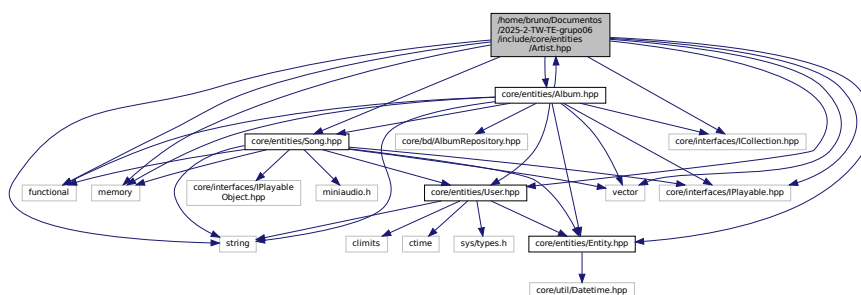 /home/bruno/Documentos
/2025-2-TW-TE-grupo06
/include/core/entities
/Artist.hpp
core/entities/Album.hpp
core/entities/Song.hpp
core/bd/AlbumRepository.hpp
core/interfaces/ICollection.hpp
functional
memory
core/interfaces/IPlayable
Object.hpp
miniaudio.h
core/entities/User.hpp
vector
core/interfaces/IPlayable.hpp
string
climits
ctime
sys/types.h
core/entities/Entity.hpp
core/util/Datetime.hpp